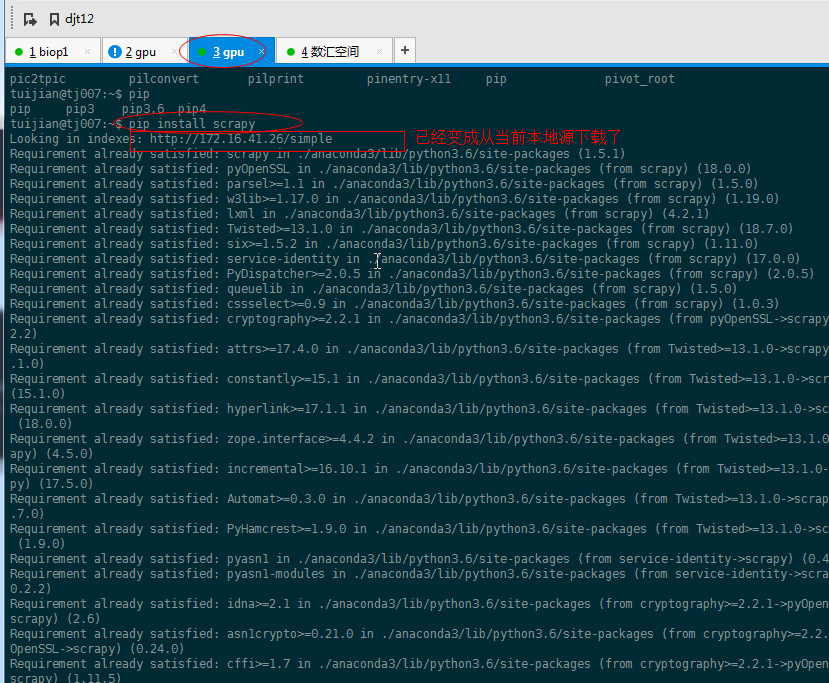 djt12
1 biop1 × 2 gpu × 3 gpu × 4 数汇空间 × +
pic2tpic pilconvert pilprint pinentry-x11 pip pivot_root
tuijian@tj007:~$ pip
pip pip3 pip3.6 pip4
tuijian@tj007:~$ pip install scrapy
Looking in indexes: http://172.16.41.26/simple 已经变成从当前本地源下载了
Requirement already satisfied: scrapy in ./anaconda3/lib/python3.6/site-packages (1.5.1)
Requirement already satisfied: pyOpenSSL in ./anaconda3/lib/python3.6/site-packages (from scrapy) (18.0.0)
Requirement already satisfied: parsel>=1.1 in ./anaconda3/lib/python3.6/site-packages (from scrapy) (1.5.0)
Requirement already satisfied: w3lib>=1.17.0 in ./anaconda3/lib/python3.6/site-packages (from scrapy) (1.19.0)
Requirement already satisfied: lxml in ./anaconda3/lib/python3.6/site-packages (from scrapy) (4.2.1)
Requirement already satisfied: Twisted>=13.1.0 in ./anaconda3/lib/python3.6/site-packages (from scrapy) (18.7.0)
Requirement already satisfied: six>=1.5.2 in ./anaconda3/lib/python3.6/site-packages (from scrapy) (1.11.0)
Requirement already satisfied: service-identity in ./anaconda3/lib/python3.6/site-packages (from scrapy) (17.0.0)
Requirement already satisfied: PyDispatcher>=2.0.5 in ./anaconda3/lib/python3.6/site-packages (from scrapy) (2.0.5)
Requirement already satisfied: queuelib in ./anaconda3/lib/python3.6/site-packages (from scrapy) (1.5.0)
Requirement already satisfied: cssselect>=0.9 in ./anaconda3/lib/python3.6/site-packages (from scrapy) (1.0.3)
Requirement already satisfied: cryptography>=2.2.1 in ./anaconda3/lib/python3.6/site-packages (from pyOpenSSL->scrapy
2.2)
Requirement already satisfied: attrs>=17.4.0 in ./anaconda3/lib/python3.6/site-packages (from Twisted>=13.1.0->scrapy
.1.0)
Requirement already satisfied: constantly>=15.1 in ./anaconda3/lib/python3.6/site-packages (from Twisted>=13.1.0->scr
(15.1.0)
Requirement already satisfied: hyperlink>=17.1.1 in ./anaconda3/lib/python3.6/site-packages (from Twisted>=13.1.0->sc
(18.0.0)
Requirement already satisfied: zope.interface>=4.4.2 in ./anaconda3/lib/python3.6/site-packages (from Twisted>=13.1.0
apy) (4.5.0)
Requirement already satisfied: incremental>=16.10.1 in ./anaconda3/lib/python3.6/site-packages (from Twisted>=13.1.0-
py) (17.5.0)
Requirement already satisfied: Automat>=0.3.0 in ./anaconda3/lib/python3.6/site-packages (from Twisted>=13.1.0->scrap
.7.0)
Requirement already satisfied: PyHamcrest>=1.9.0 in ./anaconda3/lib/python3.6/site-packages (from Twisted>=13.1.0->sc
(1.9.0)
Requirement already satisfied: pyasn1 in ./anaconda3/lib/python3.6/site-packages (from service-identity->scrapy) (0.4
Requirement already satisfied: pyasn1-modules in ./anaconda3/lib/python3.6/site-packages (from service-identity->scra
0.2.2)
Requirement already satisfied: idna>=2.1 in ./anaconda3/lib/python3.6/site-packages (from cryptography>=2.2.1->pyOpen
scrapy) (2.6)
Requirement already satisfied: asn1crypto>=0.21.0 in ./anaconda3/lib/python3.6/site-packages (from cryptography>=2.2.
OpenSSL->scrapy) (0.24.0)
Requirement already satisfied: cffi>=1.7 in ./anaconda3/lib/python3.6/site-packages (from cryptography>=2.2.1->pyOpen
scrapy) (1.11.5)